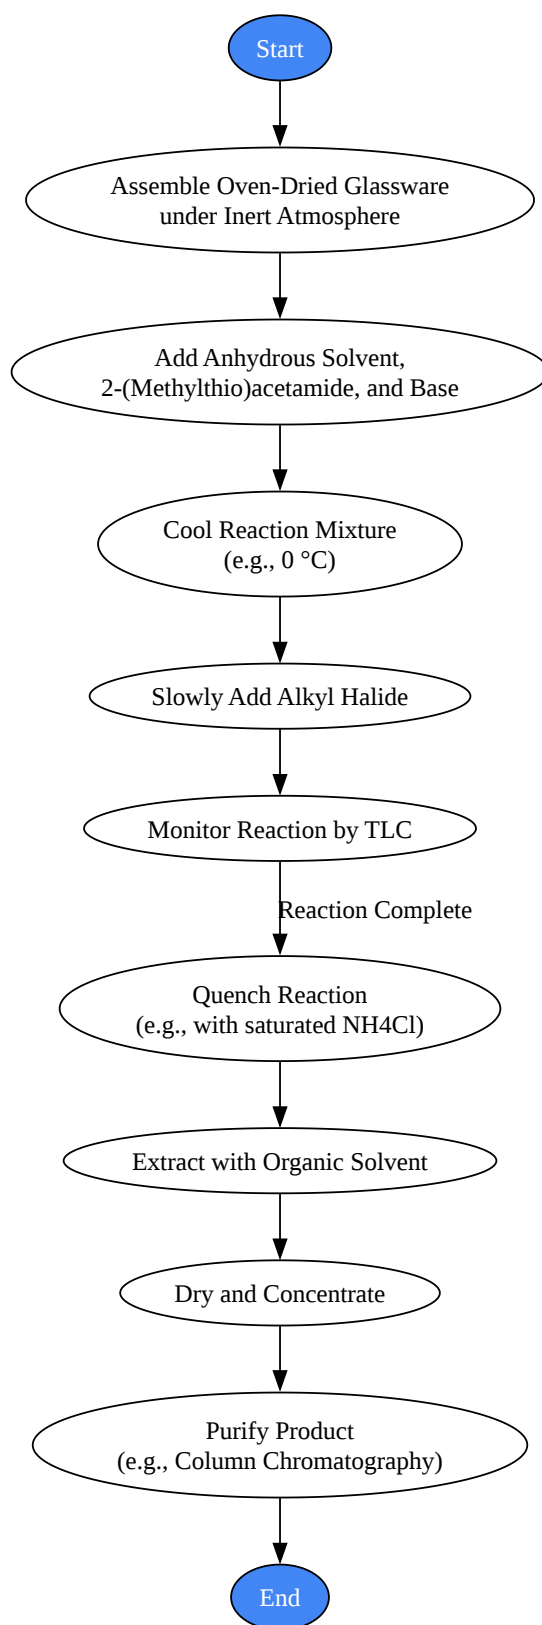 Start
Assemble Oven-Dried Glassware
under Inert Atmosphere
Add Anhydrous Solvent,
2-(Methylthio)acetamide, and Base
Cool Reaction Mixture
(e.g., 0 °C)
Slowly Add Alkyl Halide
Monitor Reaction by TLC
Reaction Complete
Quench Reaction
(e.g., with saturated NH4Cl)
Extract with Organic Solvent
Dry and Concentrate
Purify Product
(e.g., Column Chromatography)
End